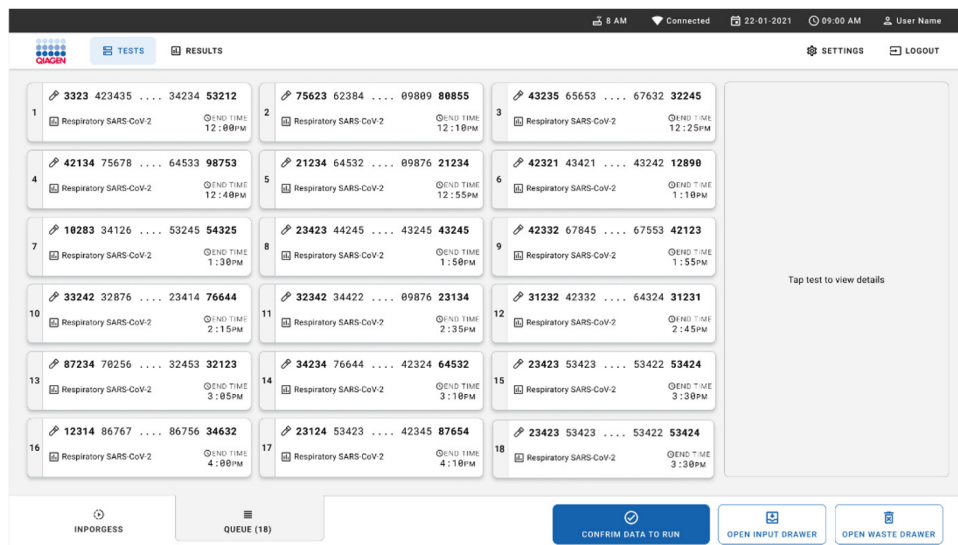 8 AM Connected 22-01-2021 09:00 AM User Name
QIAGEN TESTS RESULTS SETTINGS LOGOUT
1 3323 423435 .... 34234 53212
Respiratory SARS-CoV-2 END TIME
12:00PM
2 75623 62384 .... 09809 80855
Respiratory SARS-CoV-2 END TIME
12:10PM
3 43235 65653 .... 67632 32245
Respiratory SARS-CoV-2 END TIME
12:25PM
4 42134 75678 .... 64533 98753
Respiratory SARS-CoV-2 END TIME
12:40PM
5 21234 64532 .... 09876 21234
Respiratory SARS-CoV-2 END TIME
12:55PM
6 42321 43421 .... 43242 12890
Respiratory SARS-CoV-2 END TIME
1:10PM
7 10283 34126 .... 53245 54325
Respiratory SARS-CoV-2 END TIME
1:30PM
8 23423 44245 .... 43245 43245
Respiratory SARS-CoV-2 END TIME
1:50PM
9 42332 67845 .... 67553 42123
Respiratory SARS-CoV-2 END TIME
1:55PM
10 33242 32876 .... 23414 76644
Respiratory SARS-CoV-2 END TIME
2:15PM
11 32342 34422 .... 09876 23134
Respiratory SARS-CoV-2 END TIME
2:35PM
12 31232 42332 .... 64324 31231
Respiratory SARS-CoV-2 END TIME
2:45PM
13 87234 70256 .... 32453 32123
Respiratory SARS-CoV-2 END TIME
3:05PM
14 34234 76644 .... 42324 64532
Respiratory SARS-CoV-2 END TIME
3:10PM
15 23423 53423 .... 53422 53424
Respiratory SARS-CoV-2 END TIME
3:30PM
16 12314 86767 .... 86756 34632
Respiratory SARS-CoV-2 END TIME
4:00PM
17 23124 53423 .... 42345 87654
Respiratory SARS-CoV-2 END TIME
4:10PM
18 23423 53423 .... 53422 53424
Respiratory SARS-CoV-2 END TIME
3:30PM
Tap test to view details
INPORGESS QUEUE (18) CONFRIM DATA TO RUN OPEN INPUT DRAWER OPEN WASTE DRAWER